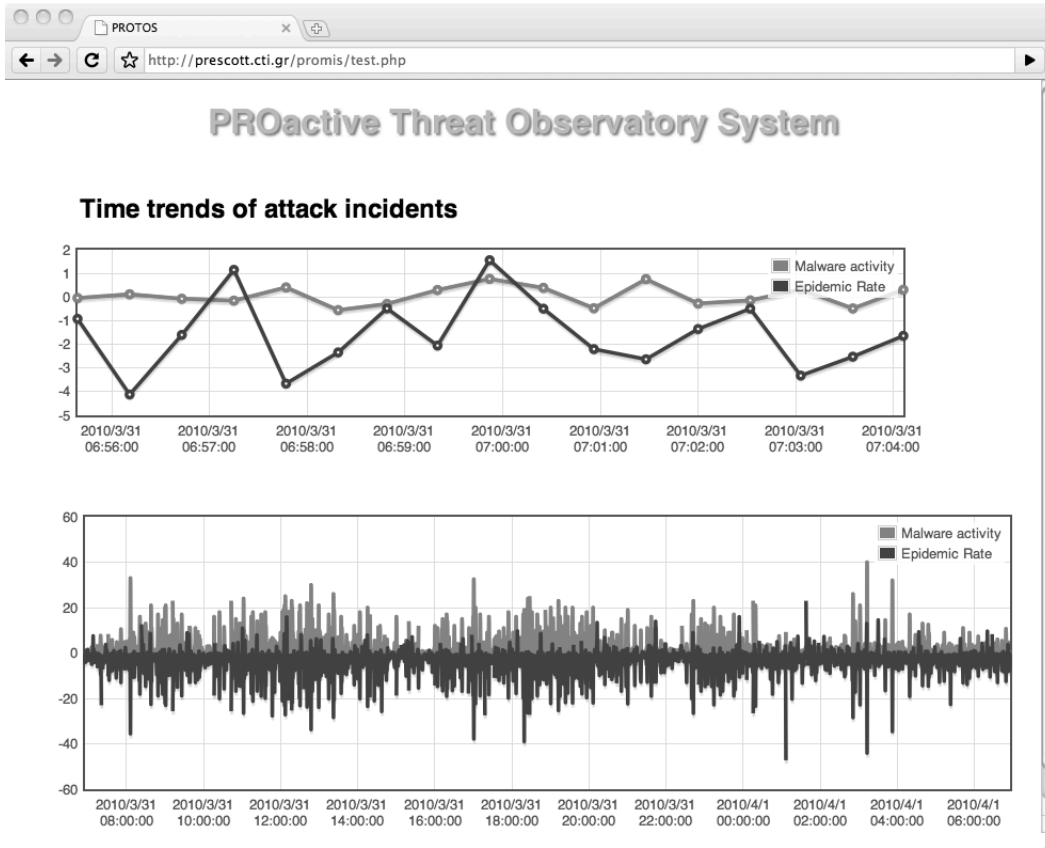 PROTOS
http://prescott.cti.gr/promis/test.php
PROactive Threat Observatory System
Time trends of attack incidents
2
1
0
-1
-2
-3
-4
-5
Malware activity
Epidemic Rate
2010/3/31 2010/3/31 2010/3/31 2010/3/31 2010/3/31 2010/3/31 2010/3/31 2010/3/31 2010/3/31
06:56:00 06:57:00 06:58:00 06:59:00 07:00:00 07:01:00 07:02:00 07:03:00 07:04:00
60
40
20
0
-20
-40
-60
Malware activity
Epidemic Rate
2010/3/31 2010/3/31 2010/3/31 2010/3/31 2010/3/31 2010/3/31 2010/3/31 2010/3/31 2010/4/1 2010/4/1 2010/4/1 2010/4/1
08:00:00 10:00:00 12:00:00 14:00:00 16:00:00 18:00:00 20:00:00 22:00:00 00:00:00 02:00:00 04:00:00 06:00:00